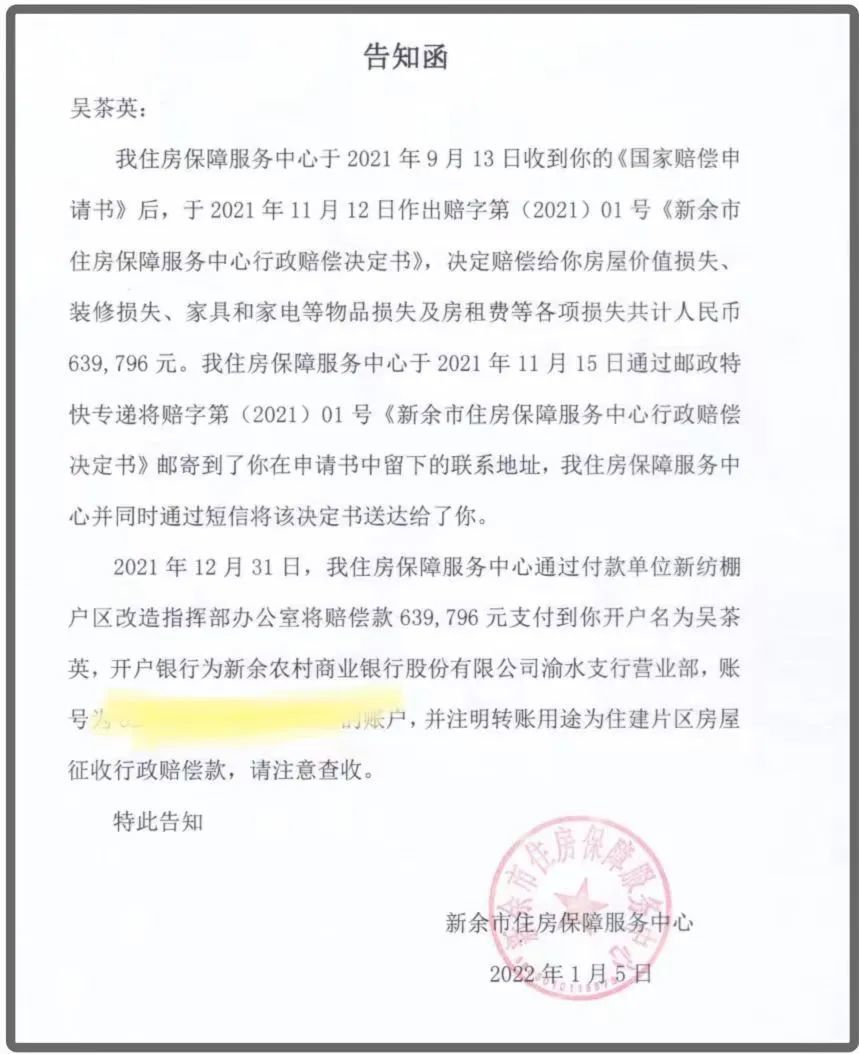 告知函
吴茶英：
我住房保障服务中心于 2021 年 9 月 13 日收到你的《国家赔偿申
请书》后，于 2021 年 11 月 12 日作出赔字第（2021）01 号《新余市
住房保障服务中心行政赔偿决定书》，决定赔偿给你房屋价值损失、
装修损失、家具和家电等物品损失及房租费等各项损失共计人民币
639,796 元。我住房保障服务中心于 2021 年 11 月 15 日通过邮政特
快专递将赔字第（2021）01 号《新余市住房保障服务中心行政赔偿
决定书》邮寄到了你在申请书中留下的联系地址，我住房保障服务中
心并同时通过短信将该决定书送达给了你。
2021 年 12 月 31 日，我住房保障服务中心通过付款单位新纺棚
户区改造指挥部办公室将赔偿款 639,796 元支付到你开户名为吴茶
英，开户银行为新余农村商业银行股份有限公司渝水支行营业部，账
号为 的账户，并注明转账用途为住建片区房屋
征收行政赔偿款，请注意查收。
特此告知
新余市住房保障服务中心
新余市住房保障服务中心
2022 年 1 月 5 日